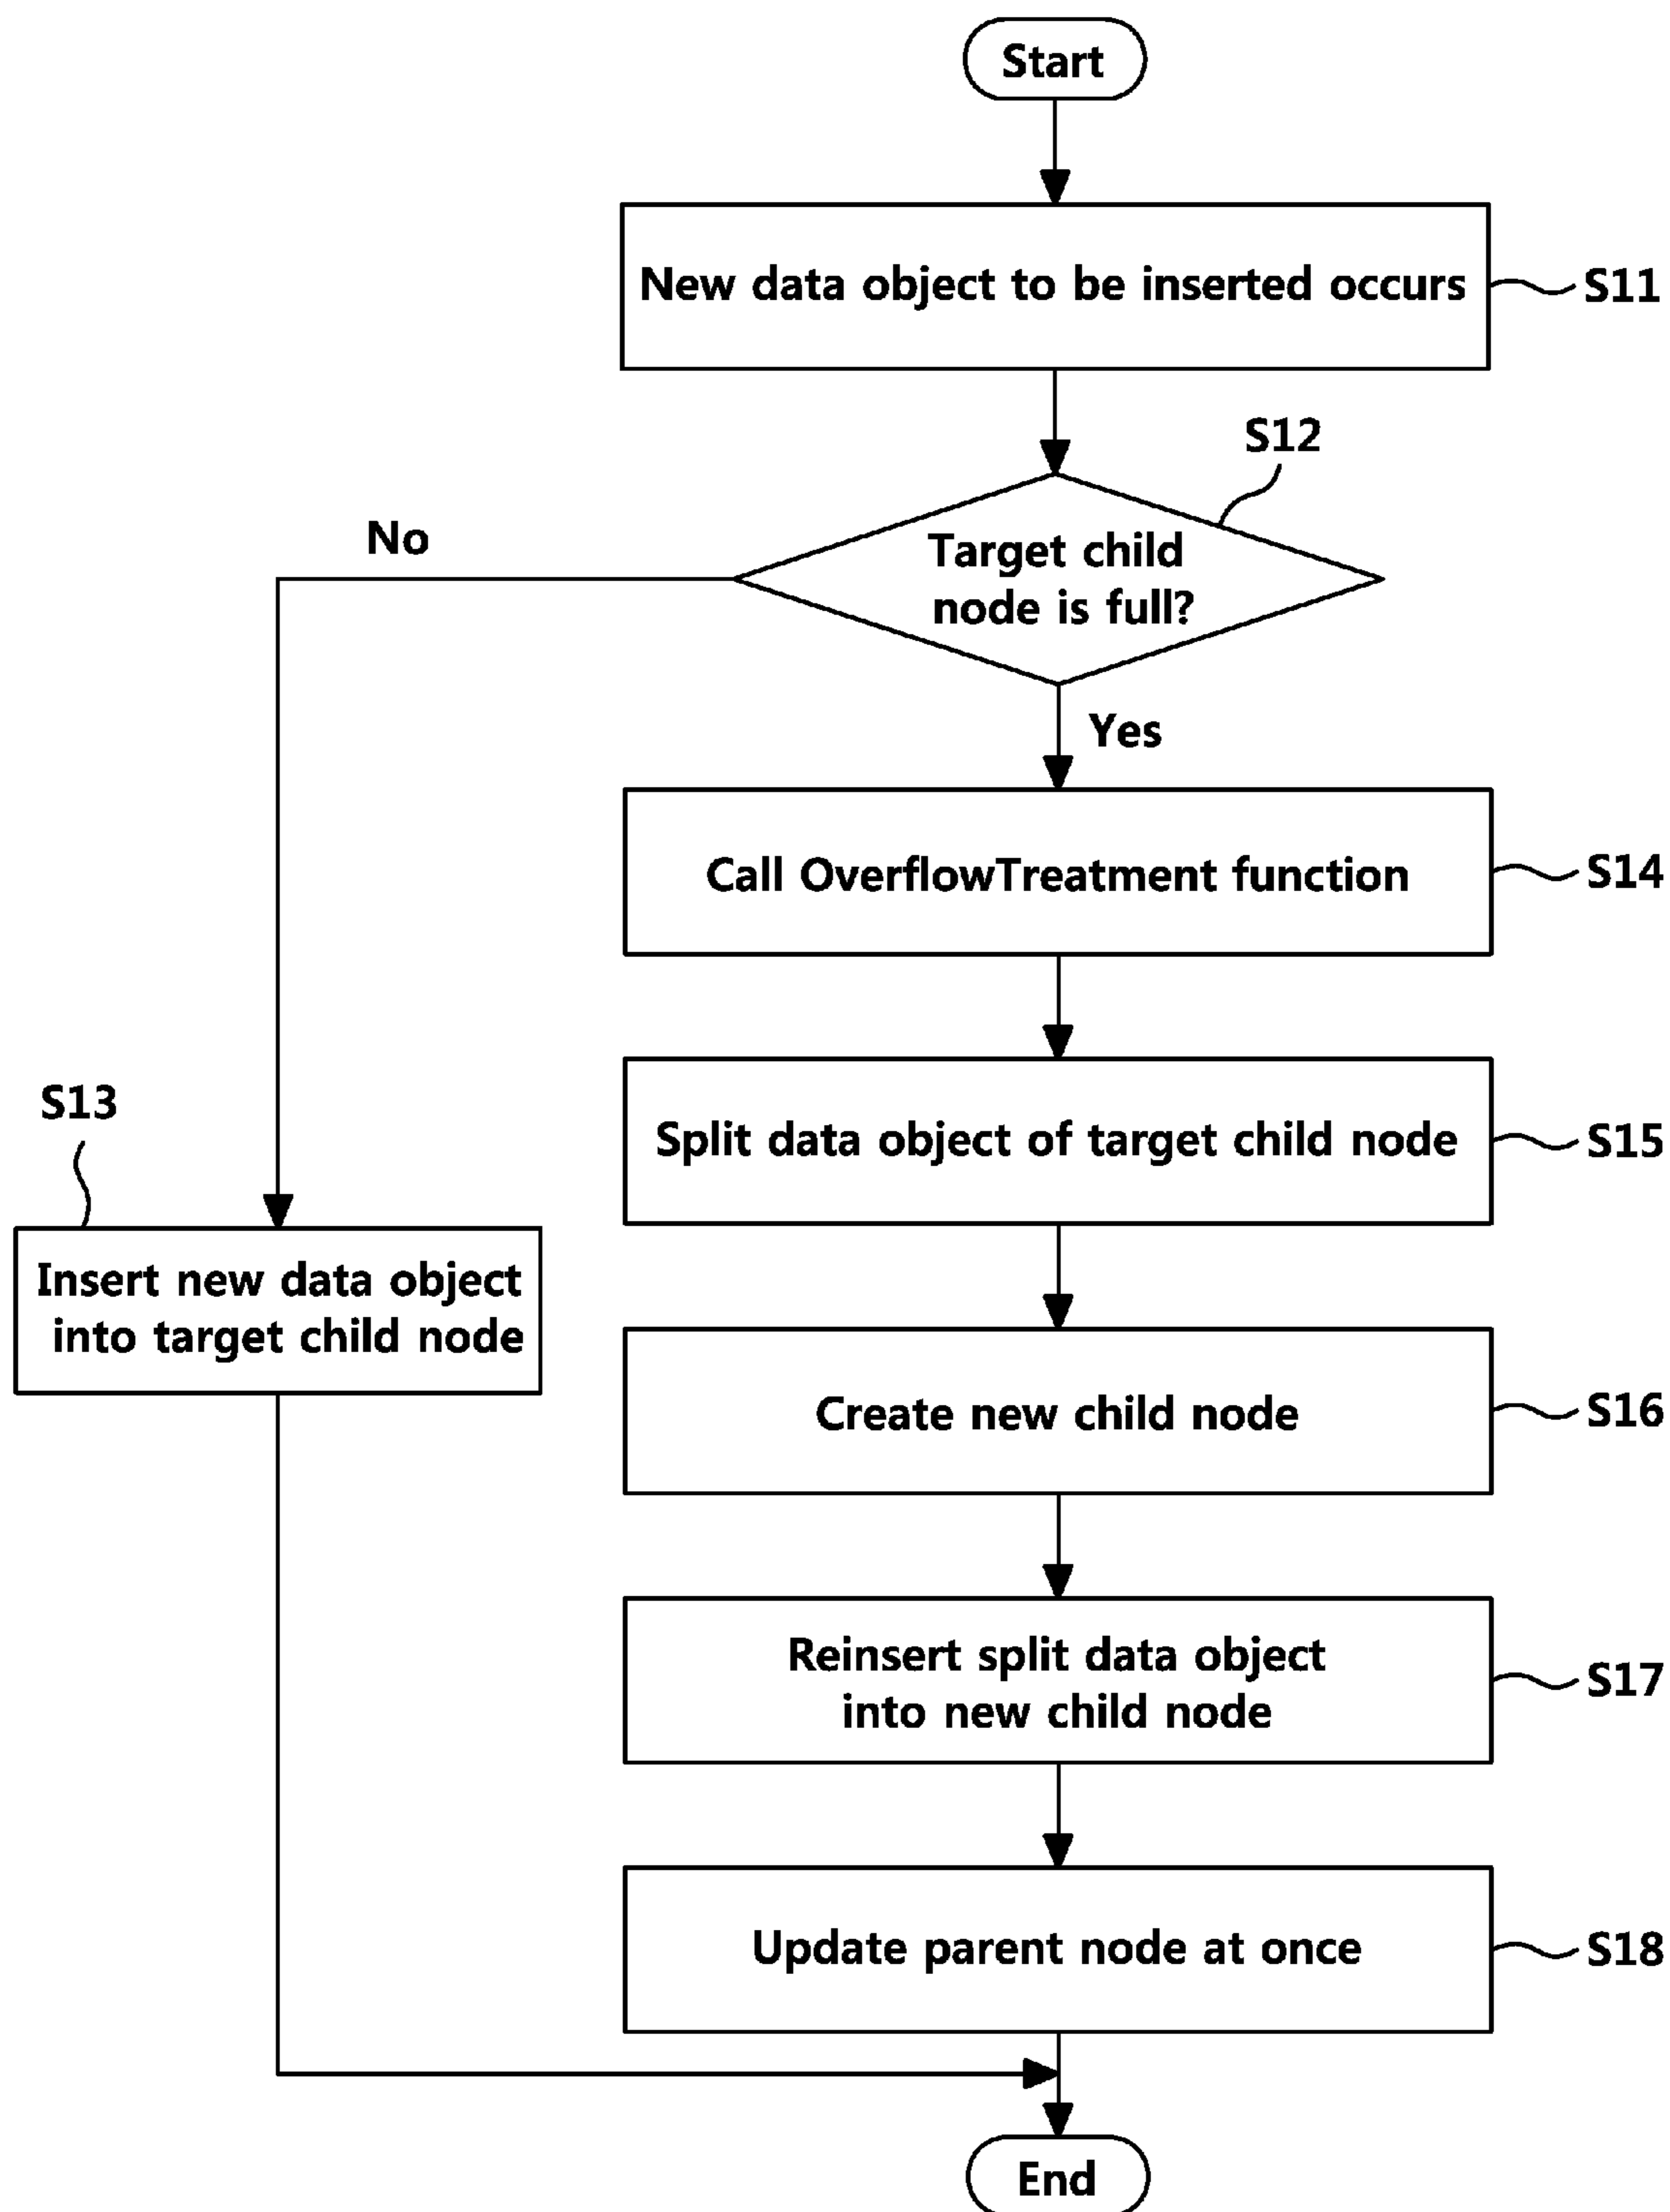 Start
New data object to be inserted occurs
S11
S12
Target child
node is full?
No
Yes
Call OverflowTreatment function
S14
Split data object of target child node
S15
S13
Insert new data object
into target child node
Create new child node
S16
Reinsert split data object
into new child node
S17
Update parent node at once
S18
End